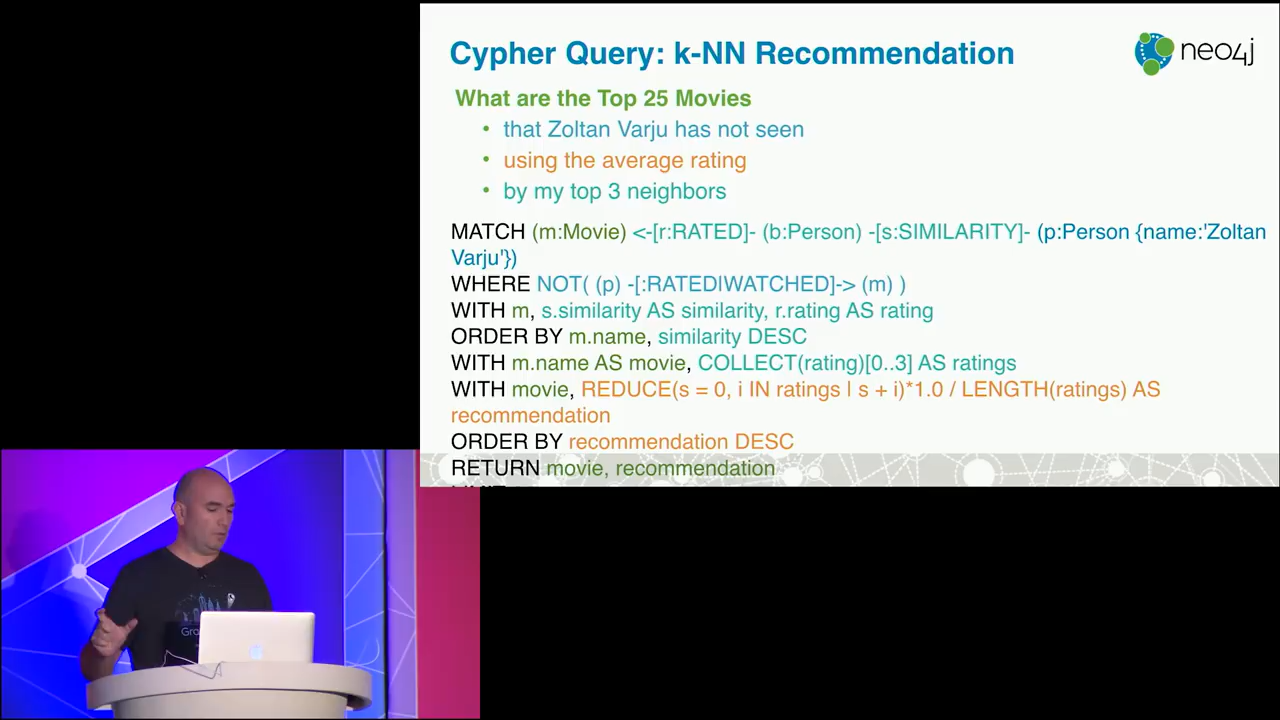 Cypher Query: k-NN Recommendation
neo4j
What are the Top 25 Movies
• that Zoltan Varju has not seen
• using the average rating
• by my top 3 neighbors
MATCH (m:Movie) <-[r:RATED]- (b:Person) -[s:SIMILARITY]- (p:Person {name:'Zoltan
Varju'})
WHERE NOT( (p) -[:RATED|WATCHED]-> (m) )
WITH m, s.similarity AS similarity, r.rating AS rating
ORDER BY m.name, similarity DESC
WITH m.name AS movie, COLLECT(rating)[0..3] AS ratings
WITH movie, REDUCE(s = 0, i IN ratings | s + i)*1.0 / LENGTH(ratings) AS
recommendation
ORDER BY recommendation DESC
RETURN movie, recommendation